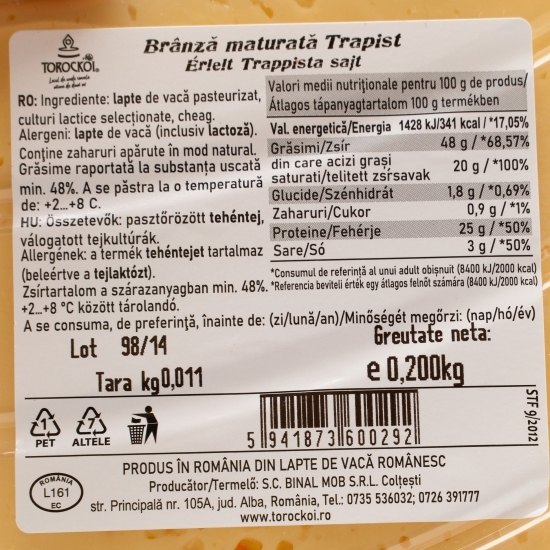 TOROCKÓI
Brânză maturată Trapist
Érlelt Trappista sajt
RO: Ingrediente: lapte de vacă pasteurizat,
culturi lactice selecționate, cheag.
Alergeni: lapte de vacă (inclusiv lactoză).
Conține zaharuri apărute în mod natural.
Grăsime raportată la substanța uscată
min. 48%. A se păstra la o temperatură
de: +2...+8 C.
HU: Összetevők: pasztőrözött tehéntej,
válogatott tejkultúrák.
Allergének: a termék tehéntejet tartalmaz
(beleértve a tejlaktózt).
Zsírtartalom a szárazanyagban min. 48%.
+2...+8 °C között tárolandó.
Valori medii nutriționale pentru 100 g de produs/
Átlagos tápanyagtartalom 100 g termékben
Val. energetică/Energia 1428 kJ/341 kcal / *17,05%
Grăsimi/Zsír 48 g / *68,57%
din care acizi grași
saturati/telitett zsírsavak 20 g / *100%
Glucide/Szénhidrát 1,8 g / *0,69%
Zaharuri/Cukor 0,9 g / *1%
Proteine/Fehérje 25 g / *50%
Sare/Só 3 g / *50%
*Consumul de referință al unui adult obișnuit (8400 kJ/2000 kcal)
*Referencia beviteli érték egy átlagos felnőt számára (8400 kJ/2000 kcal)
A se consuma, de preferință, înainte de: (zi/lună/an)/Minőségét megőrzi: (nap/hó/év)
Lot 98/14
Greutate neta:
Tara kg0,011
e 0,200kg
1
PET
7
ALTELE
5 941873 600292
STF 9/2012
PRODUS ÎN ROMÂNIA DIN LAPTE DE VACĂ ROMÂNESC
Producător/Termelő: S.C. BINAL MOB S.R.L. Colțești
str. Principală nr. 105A, jud. Alba, România, Tel.: 0735 536032; 0726 391777
www.torockoi.ro
ROMÂNIA
L161
EC